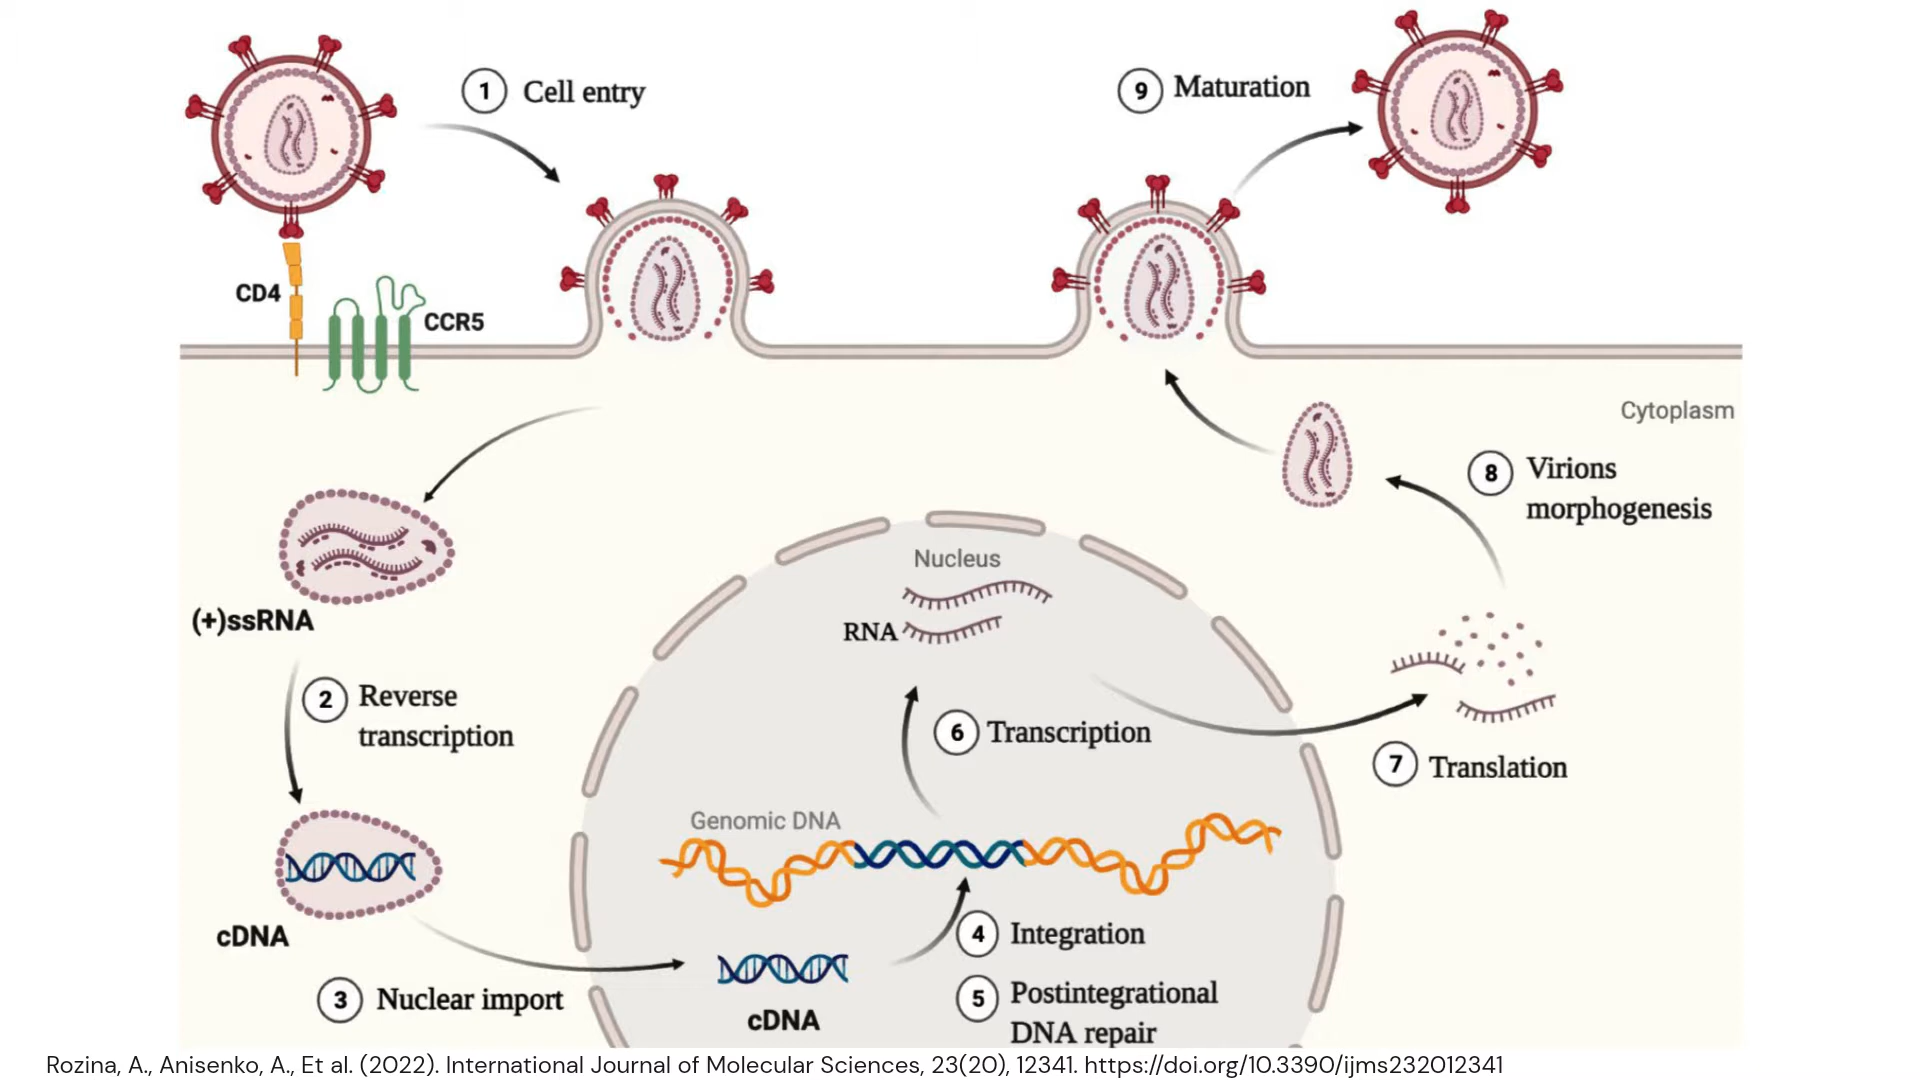 1 Cell entry
9 Maturation
CD4
CCR5
Cytoplasm
8 Virions
morphogenesis
Nucleus
RNA
(+)ssRNA
2 Reverse
transcription
6 Transcription
7 Translation
Genomic DNA
cDNA
4 Integration
3 Nuclear import
5 Postintegrational
DNA repair
cDNA
Rozina, A., Anisenko, A., Et al. (2022). International Journal of Molecular Sciences, 23(20), 12341. https://doi.org/10.3390/ijms232012341